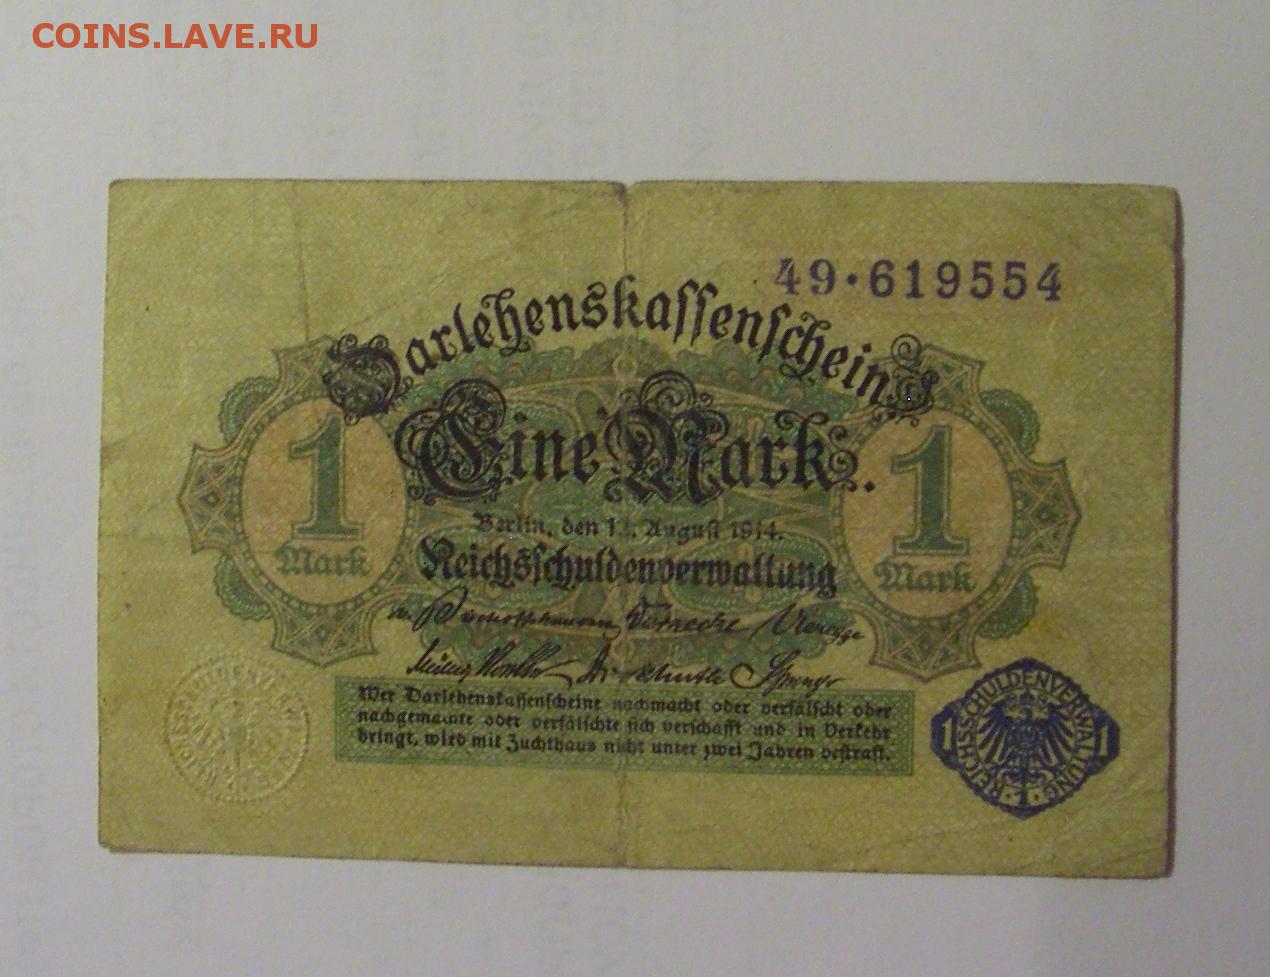 COINS.LAVE.RU
49·619554
Darlehenskassenschein
Eine Mark.
1
Mark
1
Mark
Berlin, den 12. August 1914.
Reichsschuldenverwaltung
Wer Darlehenskassenscheine nachmacht oder verfälscht oder
nachgemachte oder verfälschte sich verschafft und in Verkehr
bringt, wird mit Zuchthaus nicht unter zwei Jahren bestraft.
REICHSSCHULDENVERWALTUNG
1
1